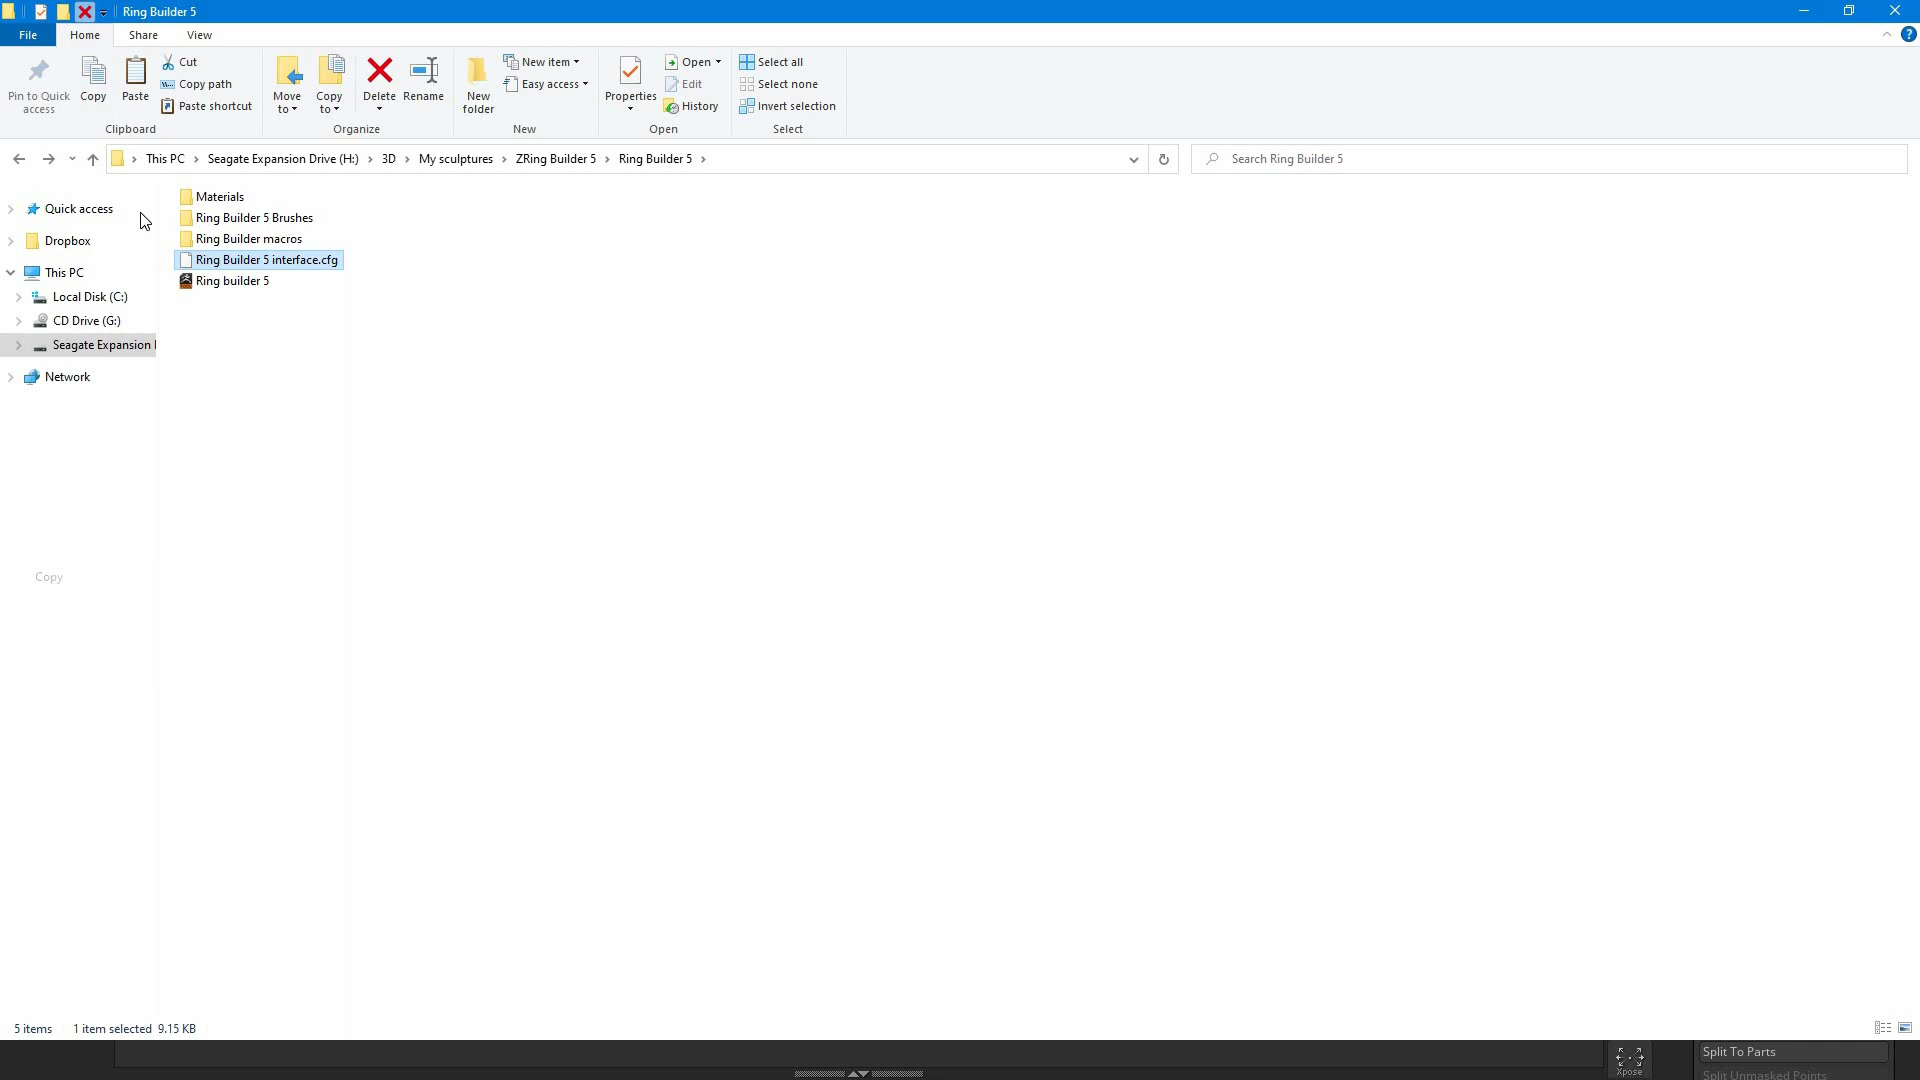 Ring Builder 5
File Home Share View
Pin to Quick access
Copy
Paste
Cut
Copy path
Paste shortcut
Clipboard
Move to
Copy to
Delete
Rename
Organize
New folder
New item
Easy access
New
Properties
Open
Edit
History
Open
Select all
Select none
Invert selection
Select
This PC > Seagate Expansion Drive (H:) > 3D > My sculptures > ZRing Builder 5 > Ring Builder 5 >
Search Ring Builder 5
Quick access
Dropbox
This PC
Local Disk (C:)
CD Drive (G:)
Seagate Expansion
Network
Materials
Ring Builder 5 Brushes
Ring Builder macros
Ring Builder 5 interface.cfg
Ring builder 5
Copy
5 items 1 item selected 9.15 KB
Xpose
Split To Parts
Split Unmasked Points